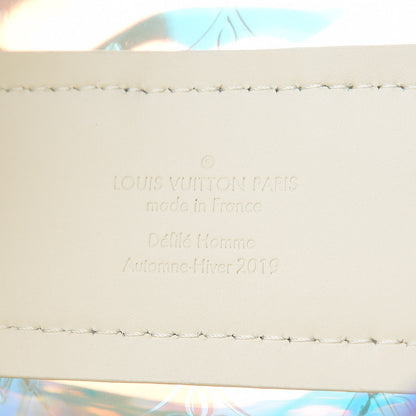 ©
LOUIS VUITTON PARIS
made in France
Défilé Homme
Automne-Hiver 2019